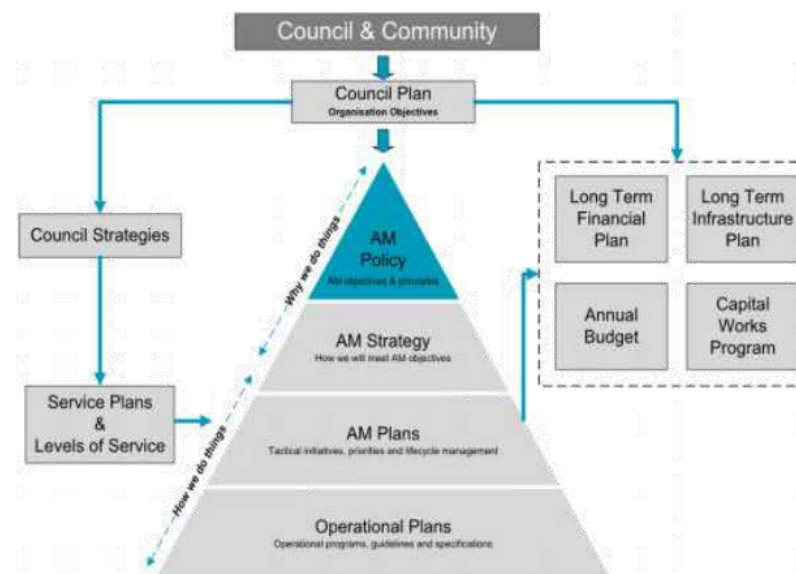 Council & Community
Council Plan
Organisation Objectives
Council Strategies
Service Plans
&
Levels of Service
Why we do things
How we do things
AM
Policy
AM objectives & principles
AM Strategy
How we will meet AM objectives
AM Plans
Tactical initiatives, priorities and lifecycle management
Operational Plans
Operational programs, guidelines and specifications
Long Term
Financial
Plan
Long Term
Infrastructure
Plan
Annual
Budget
Capital
Works
Program